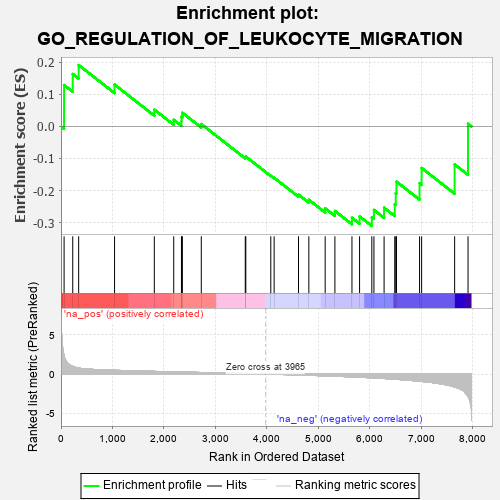 Enrichment plot:
GO_REGULATION_OF_LEUKOCYTE_MIGRATION
Enrichment score (ES)
0.2
0.1
0.0
-0.1
-0.2
-0.3
'na_pos' (positively correlated)
Ranked list metric (PreRanked)
5
0
-5
Zero cross at 3965
'na_neg' (negatively correlated)
0
1,000
2,000
3,000
4,000
5,000
6,000
7,000
8,000
Rank in Ordered Dataset
Enrichment profile
Hits
Ranking metric scores